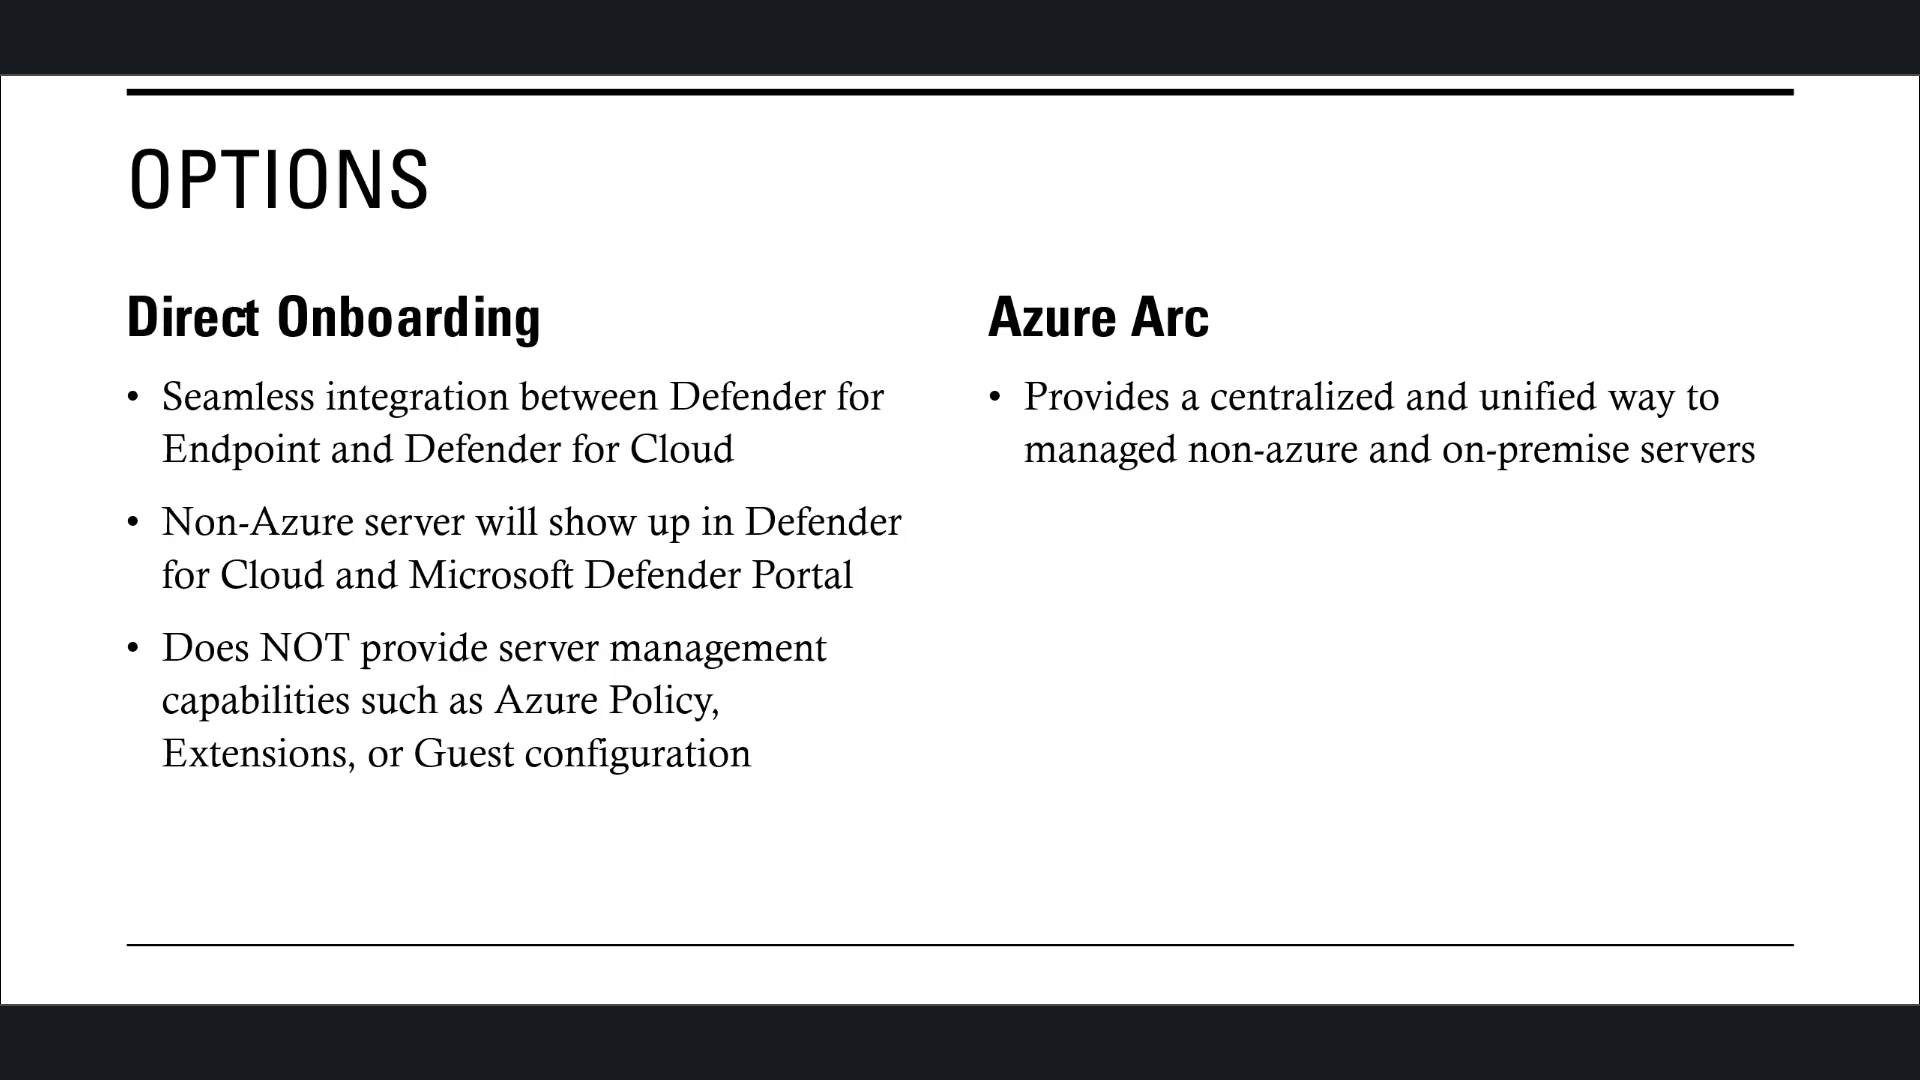 OPTIONS
Direct Onboarding
• Seamless integration between Defender for
Endpoint and Defender for Cloud
• Non-Azure server will show up in Defender
for Cloud and Microsoft Defender Portal
• Does NOT provide server management
capabilities such as Azure Policy,
Extensions, or Guest configuration
Azure Arc
• Provides a centralized and unified way to
managed non-azure and on-premise servers